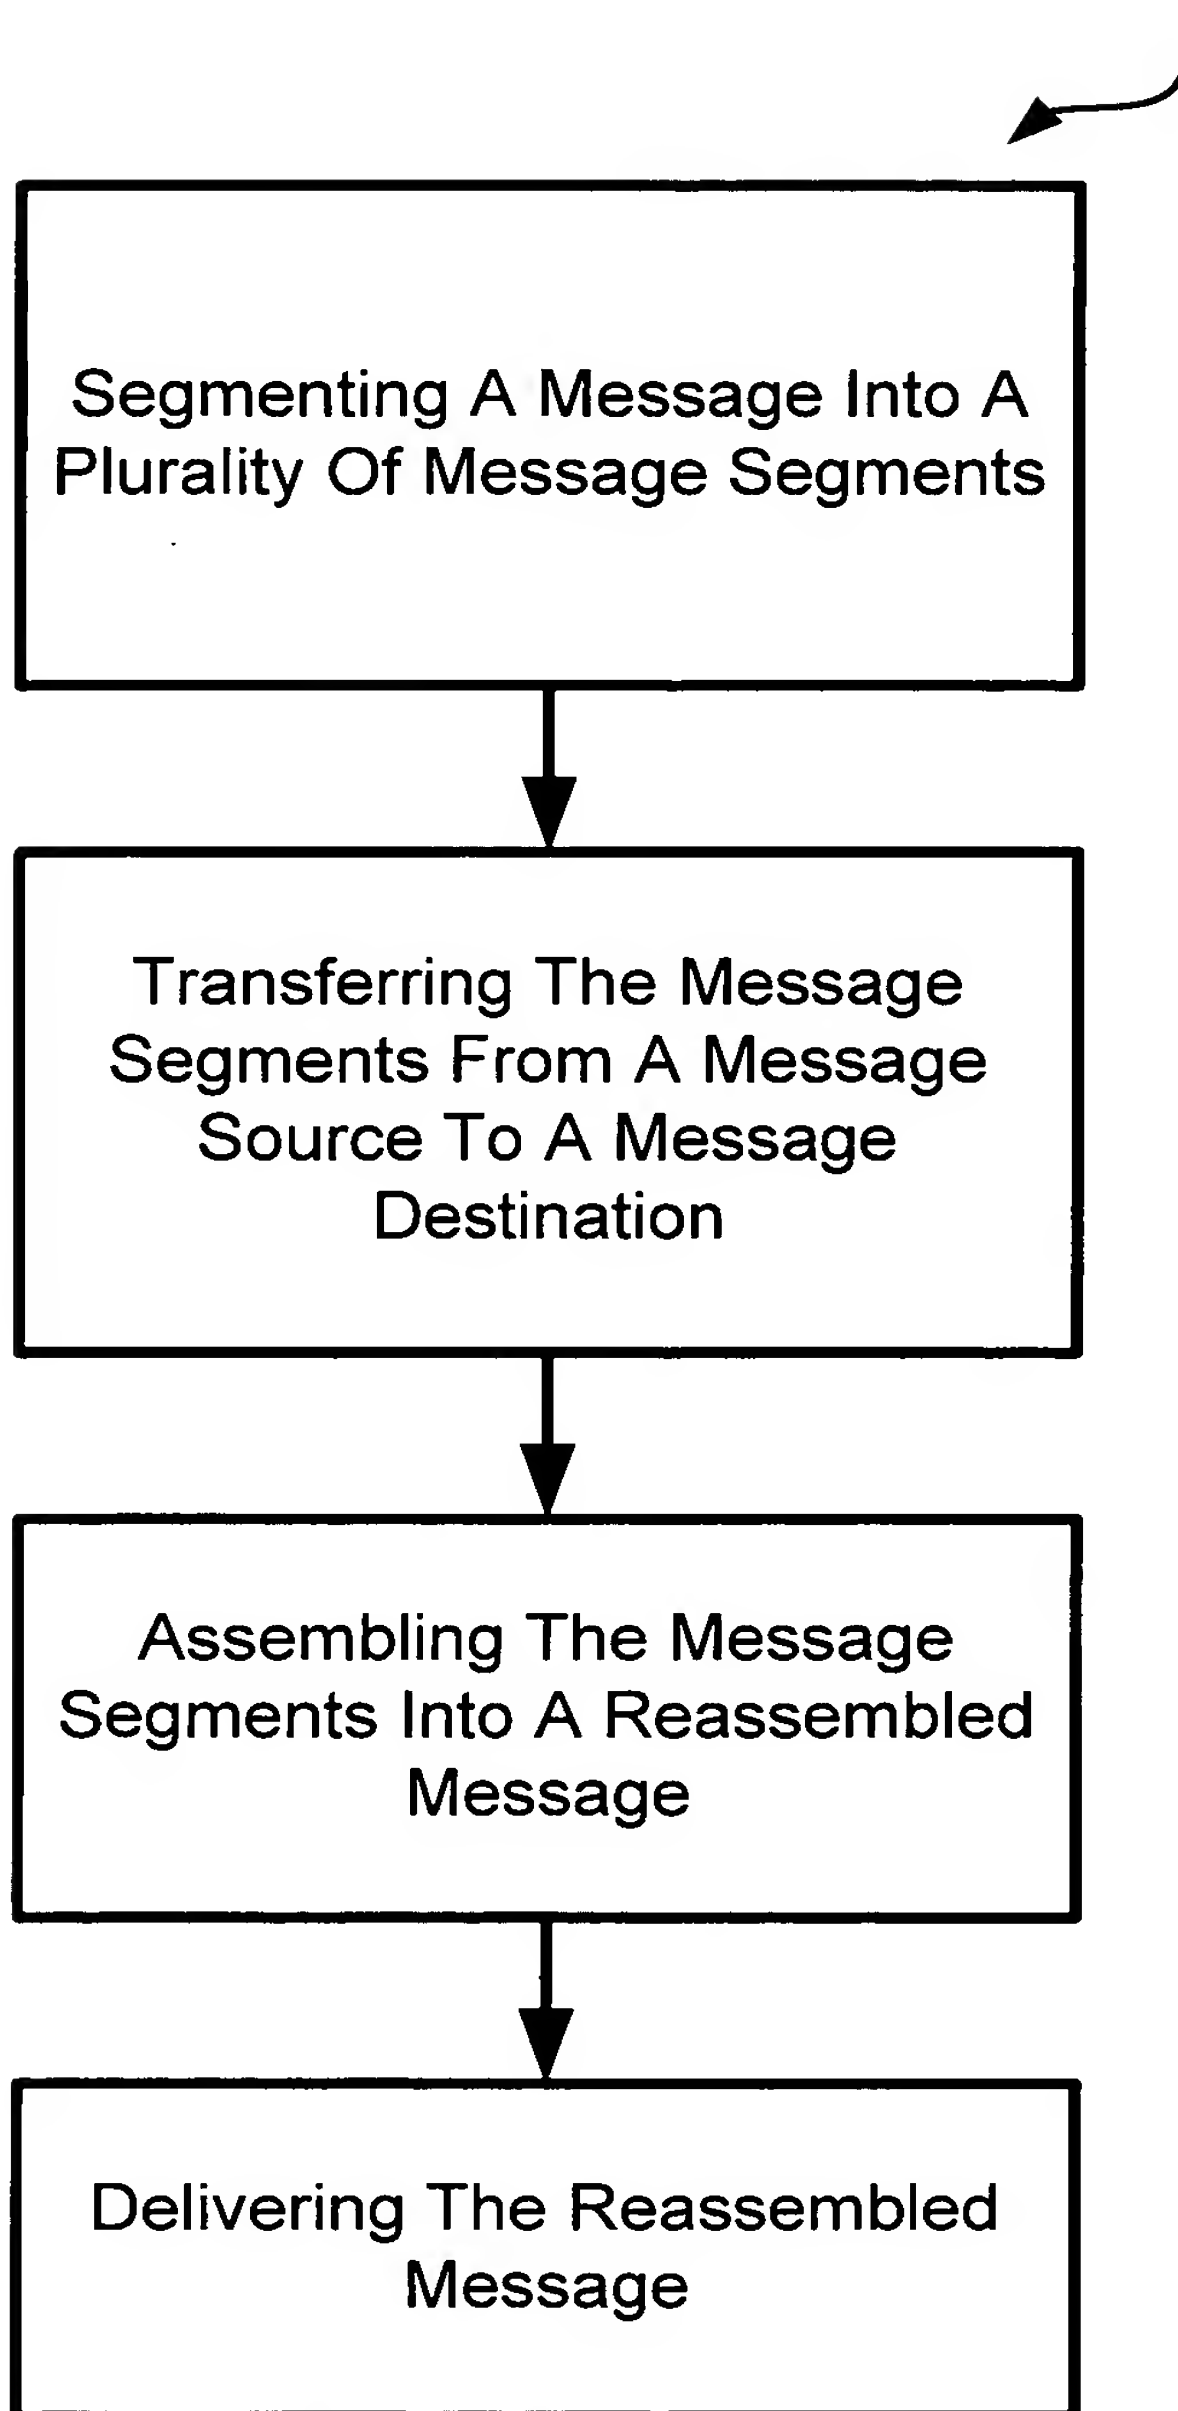 Segmenting A Message Into A
Plurality Of Message Segments
Transferring The Message
Segments From A Message
Source To A Message
Destination
Assembling The Message
Segments Into A Reassembled
Message
Delivering The Reassembled
Message